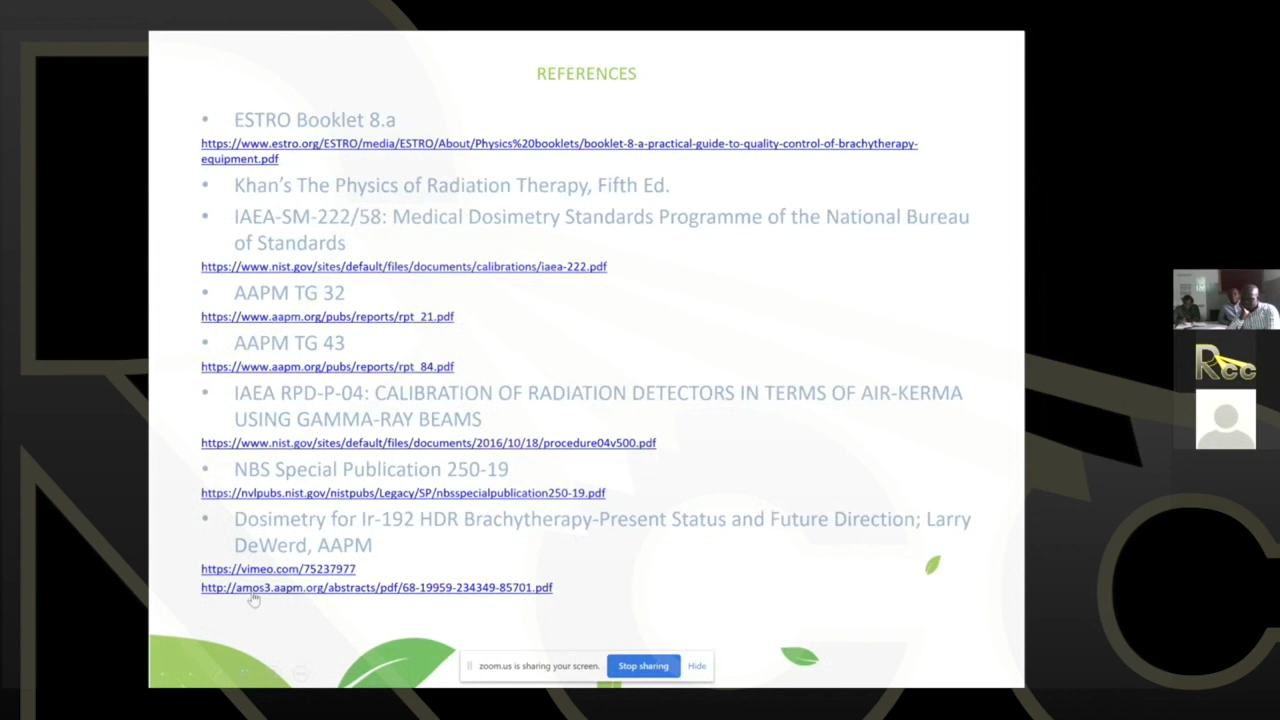 REFERENCES
• ESTRO Booklet 8.a
https://www.estro.org/ESTRO/media/ESTRO/About/Physics%20booklets/booklet-8-a-practical-guide-to-quality-control-of-brachytherapy-
equipment.pdf
• Khan's The Physics of Radiation Therapy, Fifth Ed.
• IAEA-SM-222/58: Medical Dosimetry Standards Programme of the National Bureau
of Standards
https://www.nist.gov/sites/default/files/documents/calibrations/iaea-222.pdf
• AAPM TG 32
https://www.aapm.org/pubs/reports/rpt_21.pdf
• AAPM TG 43
https://www.aapm.org/pubs/reports/rpt_84.pdf
• IAEA RPD-P-04: CALIBRATION OF RADIATION DETECTORS IN TERMS OF AIR-KERMA
USING GAMMA-RAY BEAMS
https://www.nist.gov/sites/default/files/documents/2016/10/18/procedure04v500.pdf
• NBS Special Publication 250-19
https://nvlpubs.nist.gov/nistpubs/Legacy/SP/nbsspecialpublication250-19.pdf
• Dosimetry for Ir-192 HDR Brachytherapy-Present Status and Future Direction; Larry
DeWerd, AAPM
https://vimeo.com/75237977
http://amos3.aapm.org/abstracts/pdf/68-19959-234349-85701.pdf
zoom.us is sharing your screen. Stop sharing Hide
Rcc